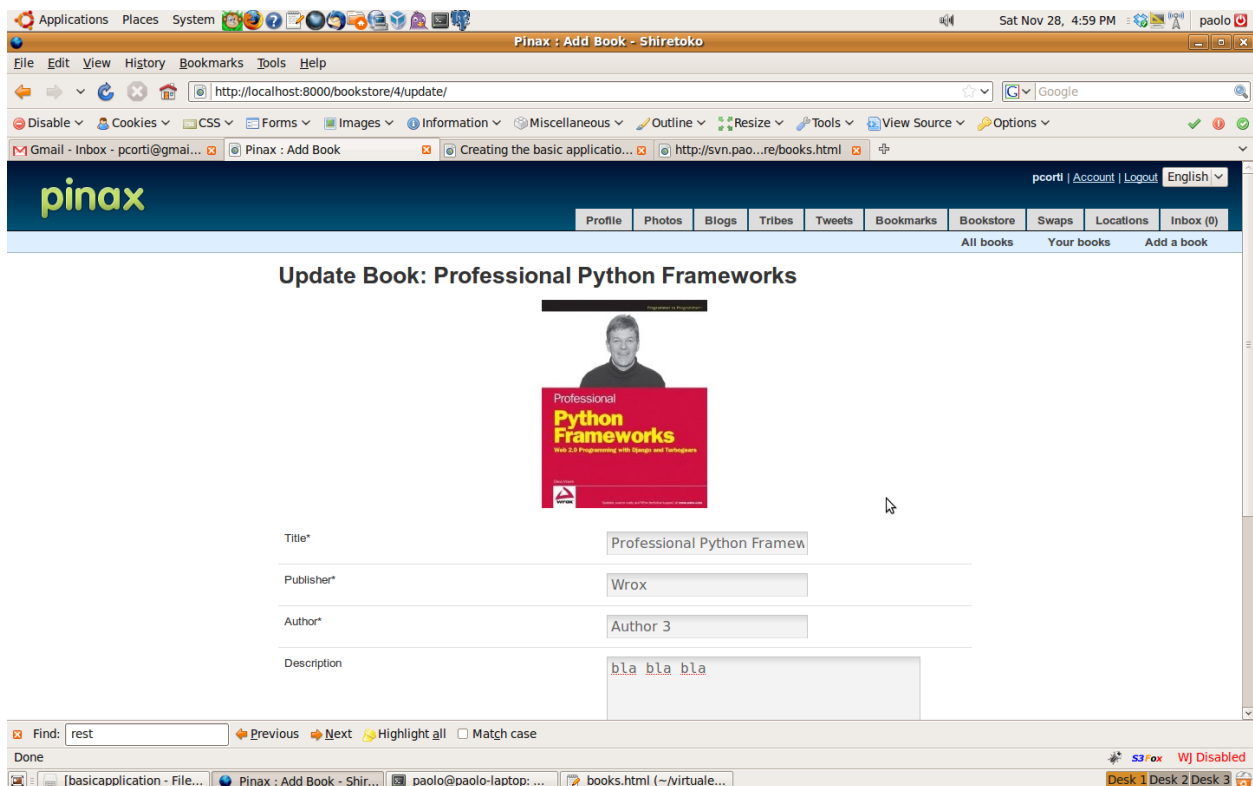 Applications Places System
Sat Nov 28, 4:59 PM paolo
Pinax : Add Book - Shiretoko
File Edit View History Bookmarks Tools Help
http://localhost:8000/bookstore/4/update/
Google
Disable Cookies CSS Forms Images Information Miscellaneous Outline Resize Tools View Source Options
Gmail - Inbox - pcorti@gmai... Pinax : Add Book Creating the basic applicatio... http://svn.pao...re/books.html
pcorti | Account | Logout English
pinax
Profile Photos Blogs Tribes Tweets Bookmarks Bookstore Swaps Locations Inbox (0)
All books Your books Add a book
Update Book: Professional Python Frameworks
Professional
Python
Frameworks
Web 2.0 Programming with Django and Turbogears
wrox
Title*
Professional Python Framew
Publisher*
Wrox
Author*
Author 3
Description
bla bla bla
Find: rest Previous Next Highlight all Match case
Done
S3Fox WJ Disabled
[basicapplication - File... Pinax : Add Book - Shir... paolo@paolo-laptop: ... books.html (~/virtuale...
Desk 1 Desk 2 Desk 3